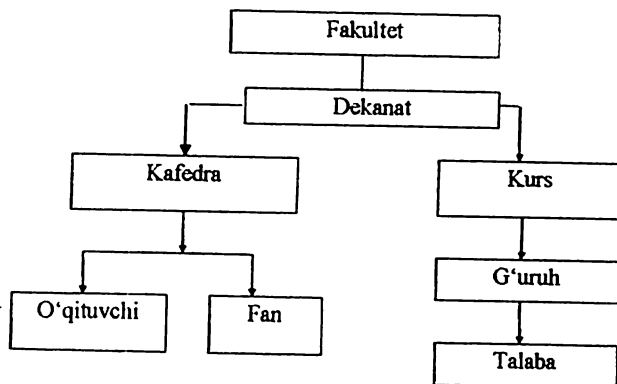 Fakultet
Dekanat
Kafedra
Kurs
G‘uruh
O‘qituvchi
Fan
Talaba